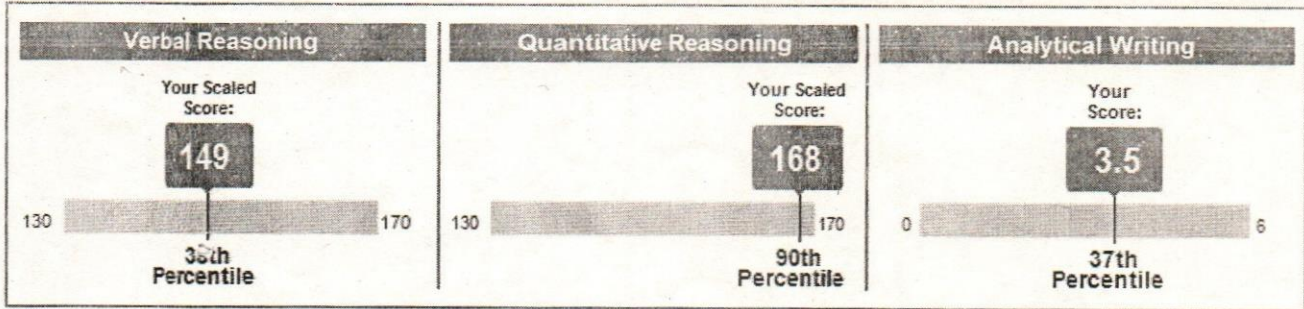 Verbal Reasoning
Your Scaled
Score:
149
130
170
Percentile
Quantitative Reasoning
Your Scaled
Score:
168
130
170
90th
Percentile
Analytical Writing
Your
Score:
3.5
0
6
37th
Percentile